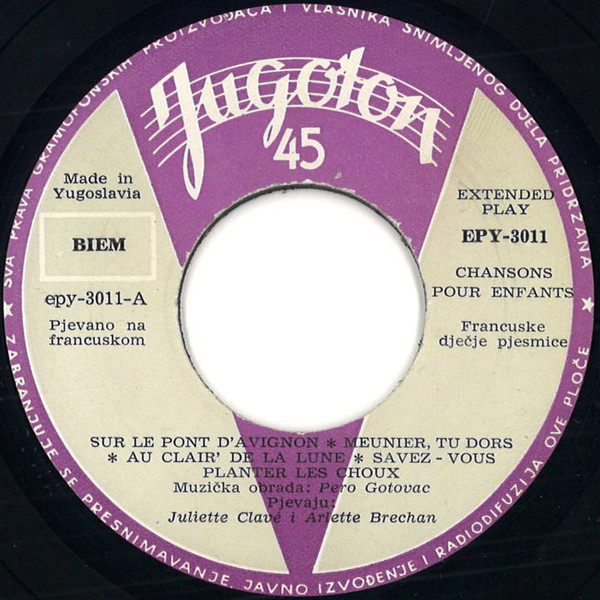 ★ SVA PRAVA GRAMOFONSKIH PROIZVOĐAČA I VLASNIKA SNIMLJENOG DJELA PRIDRŽANA ★
Jugoton
45
Made in
Yugoslavia
BIEM
epy-3011-A
Pjevano na
francuskom
EXTENDED
PLAY
EPY-3011
CHANSONS
POUR ENFANTS
Francuske
dječje pjesmice
SUR LE PONT D'AVIGNON * MEUNIER, TU DORS
* AU CLAIR' DE LA LUNE * SAVEZ - VOUS
PLANTER LES CHOUX
Muzička obrada: Pero Gotovac
Pjevaju:
Juliette Clavé i Arlette Brechan
ZABRANJUJE SE PRESNIMAVANJE JAVNO IZVOĐENJE I RADIODIFUZIJA OVE PLOČE